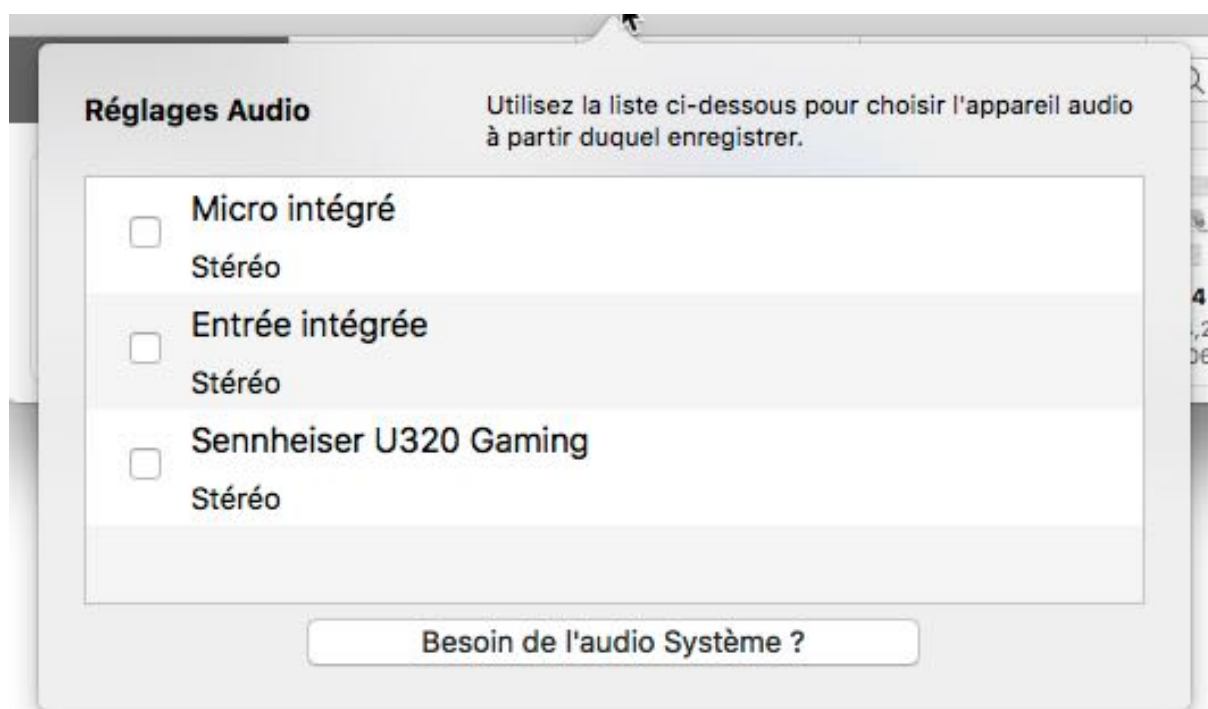 Réglages Audio
Utilisez la liste ci-dessous pour choisir l'appareil audio
à partir duquel enregistrer.
Micro intégré
Stéréo
Entrée intégrée
Stéréo
Sennheiser U320 Gaming
Stéréo
Besoin de l'audio Système ?